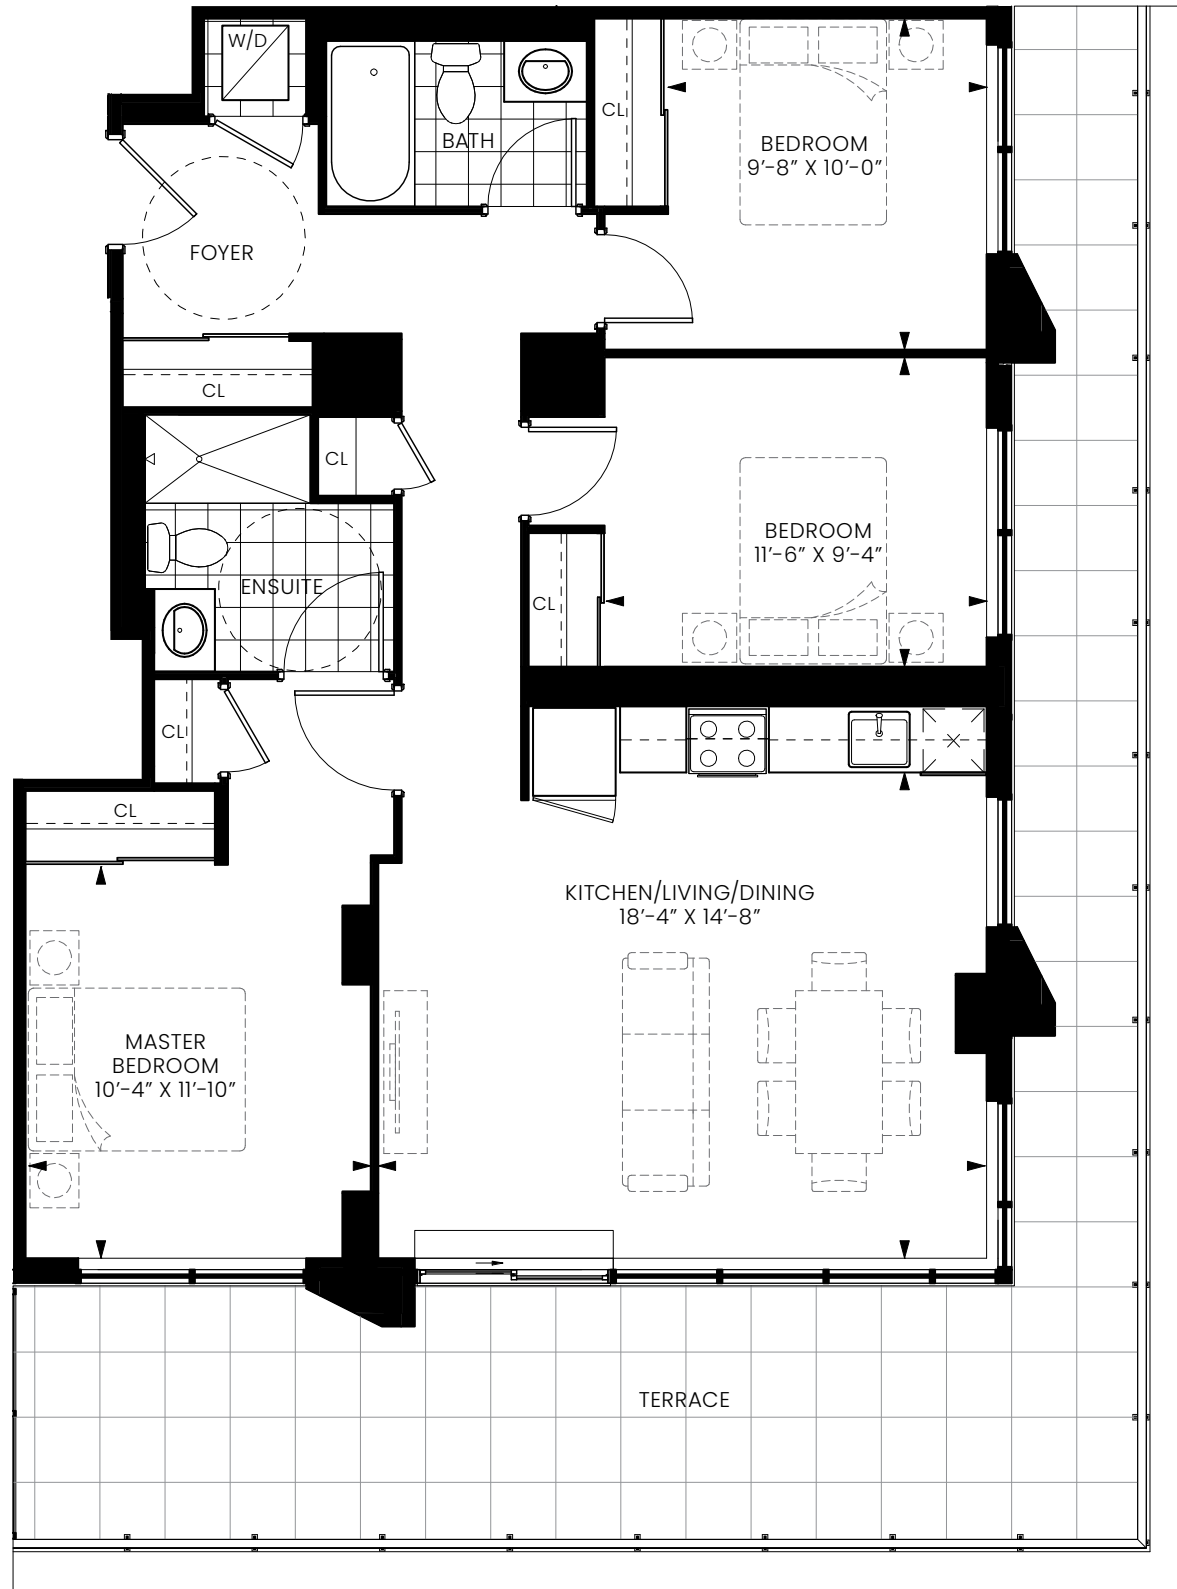 W/D
BATH
CL
BEDROOM
9'-8" X 10'-0"
FOYER
CL
CL
BEDROOM
11'-6" X 9'-4"
ENSUITE
CL
CL
CL
KITCHEN/LIVING/DINING
18'-4" X 14'-8"
MASTER
BEDROOM
10'-4" X 11'-10"
TERRACE